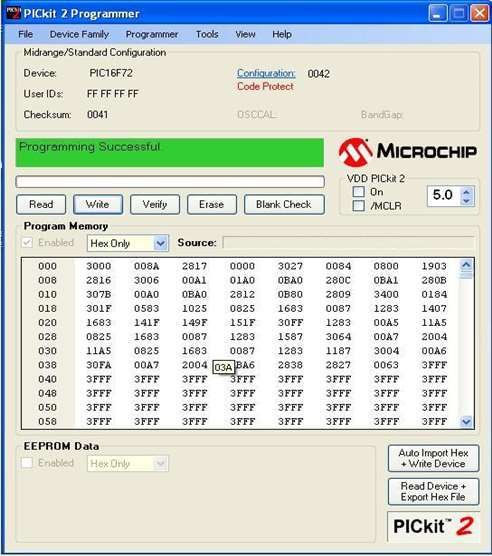 PICkit 2 Programmer
File Device Family Programmer Tools View Help
Midrange/Standard Configuration
Device: PIC16F72 Configuration: 0042
User IDs: FF FF FF FF Code Protect
Checksum: 0041 OSCCAL: BandGap:
Programming Successful.
MICROCHIP
VDD PICkit 2
On
/MCLR
5.0
Read Write Verify Erase Blank Check
Program Memory
Enabled Hex Only Source:
000 3000 008A 2817 0000 3027 0084 0800 1903
008 2816 3006 00A1 01A0 0BA0 280C 0BA1 280B
010 307B 00A0 0BA0 2812 0B80 2809 3400 0184
018 301F 0583 1025 0825 1683 0087 1283 1407
020 1683 141F 149F 151F 30FF 1283 00A5 11A5
028 0825 1683 0087 1283 1587 3064 00A7 2004
030 11A5 0825 1683 0087 1283 1187 3004 00A6
038 30FA 00A7 2004 BA6 2838 2827 0063 3FFF
03A
040 3FFF 3FFF 3FFF 3FFF 3FFF 3FFF 3FFF 3FFF
048 3FFF 3FFF 3FFF 3FFF 3FFF 3FFF 3FFF 3FFF
050 3FFF 3FFF 3FFF 3FFF 3FFF 3FFF 3FFF 3FFF
058 3FFF 3FFF 3FFF 3FFF 3FFF 3FFF 3FFF 3FFF
EEPROM Data
Enabled Hex Only
Auto Import Hex
+ Write Device
Read Device +
Export Hex File
PICkit™ 2